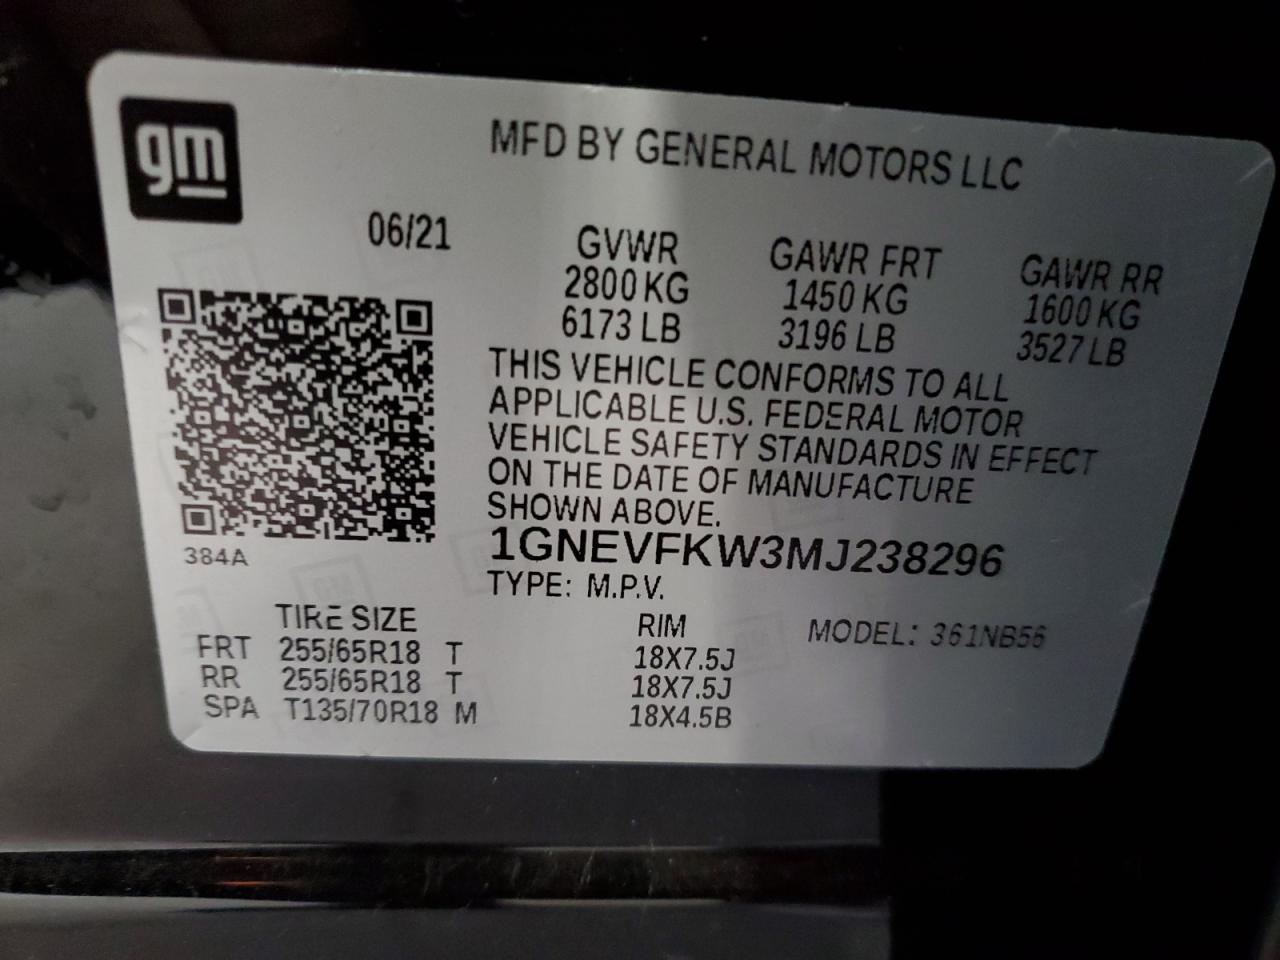 gm
MFD BY GENERAL MOTORS LLC
06/21
GVWR GAWR FRT GAWR RR
2800 KG 1450 KG 1600 KG
6173 LB 3196 LB 3527 LB
THIS VEHICLE CONFORMS TO ALL
APPLICABLE U.S. FEDERAL MOTOR
VEHICLE SAFETY STANDARDS IN EFFECT
ON THE DATE OF MANUFACTURE
SHOWN ABOVE.
384A
1GNEVFKW3MJ238296
TYPE: M.P.V.
TIRE SIZE RIM MODEL: 361NB56
FRT 255/65R18 T 18X7.5J
RR 255/65R18 T 18X7.5J
SPA T135/70R18 M 18X4.5B